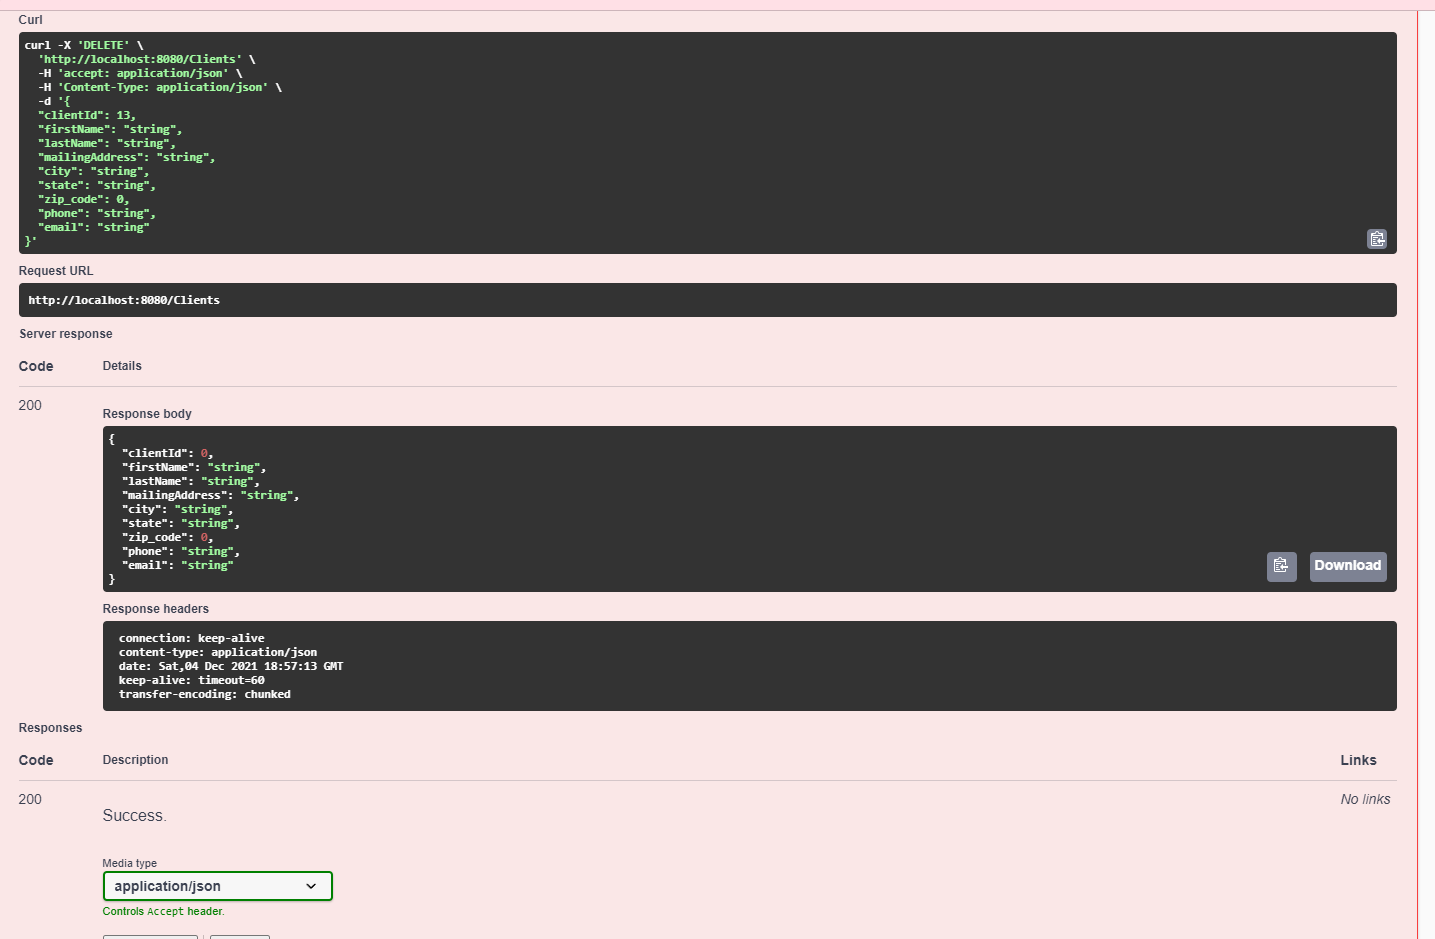 Curl
curl -X 'DELETE' \
  'http://localhost:8080/Clients' \
  -H 'accept: application/json' \
  -H 'Content-Type: application/json' \
  -d '{
  "clientId": 13,
  "firstName": "string",
  "lastName": "string",
  "mailingAddress": "string",
  "city": "string",
  "state": "string",
  "zip_code": 0,
  "phone": "string",
  "email": "string"
}'
Request URL
http://localhost:8080/Clients
Server response
Code Details
200
Response body
{
  "clientId": 0,
  "firstName": "string",
  "lastName": "string",
  "mailingAddress": "string",
  "city": "string",
  "state": "string",
  "zip_code": 0,
  "phone": "string",
  "email": "string"
}
Download
Response headers
connection: keep-alive
content-type: application/json
date: Sat,04 Dec 2021 18:57:13 GMT
keep-alive: timeout=60
transfer-encoding: chunked
Responses
Code Description Links
200 No links
Success.
Media type
application/json
Controls Accept header.